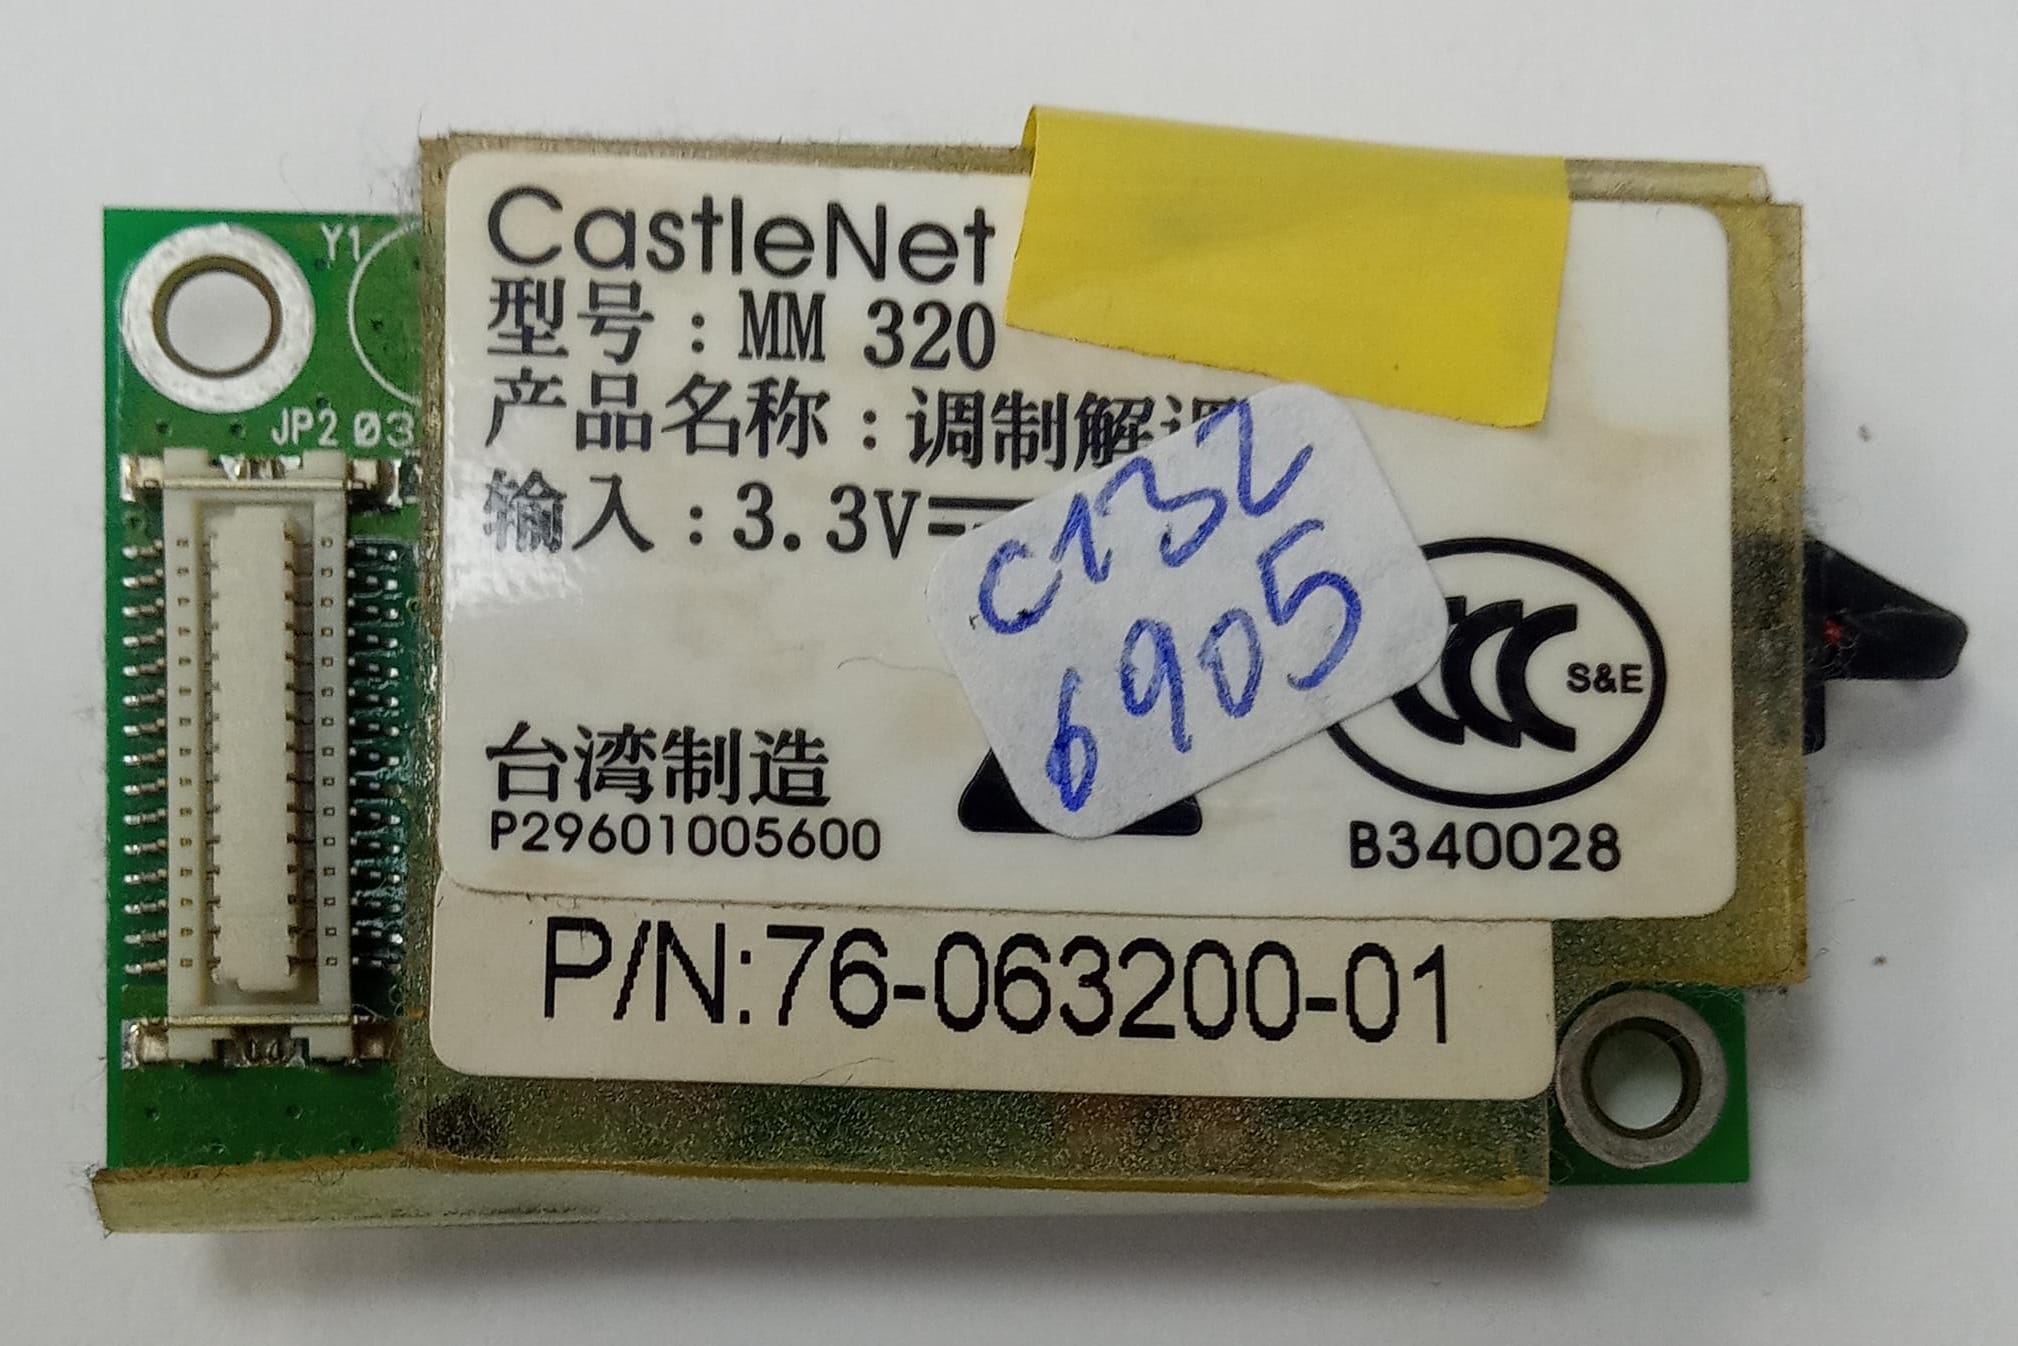 CastleNet
型号:MM 320
产品名称:调制解
输入:3.3V
C132
6905
S&E
台湾制造
P29601005600
B340028
P/N:76-063200-01
Y1
JP2 03